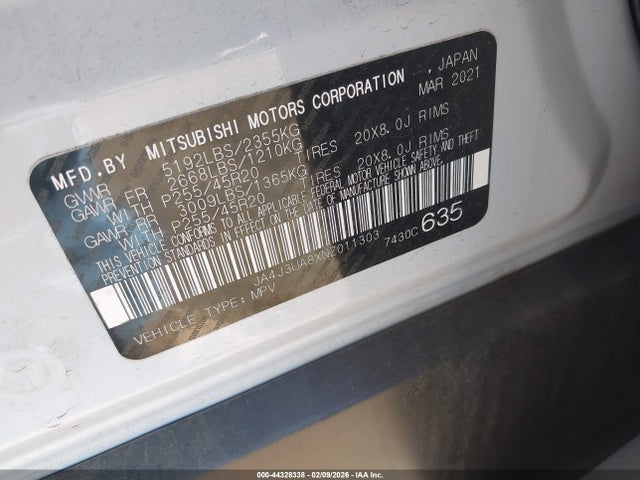 MFD.BY MITSUBISHI MOTORS CORPORATION , JAPAN
MAR 2021
GVWR 5192LBS/2355KG
GAWR FR 2668LBS/1210KG
WITH P255/45R20 TIRES 20X8.0J RIMS
GAWR RR 3009LBS/1365KG
WITH P255/45R20 TIRES 20X8.0J RIMS
THIS VEHICLE CONFORMS TO ALL APPLICABLE FEDERAL MOTOR VEHICLE SAFETY AND THEFT
PREVENTION STANDARDS IN EFFECT ON THE DATE OF MANUFACTURE SHOWN ABOVE.
JA4J3UA8XNZ011303 7430C 635
VEHICLE TYPE: MPV
000-44328338 - 02/09/2026 - IAA Inc.